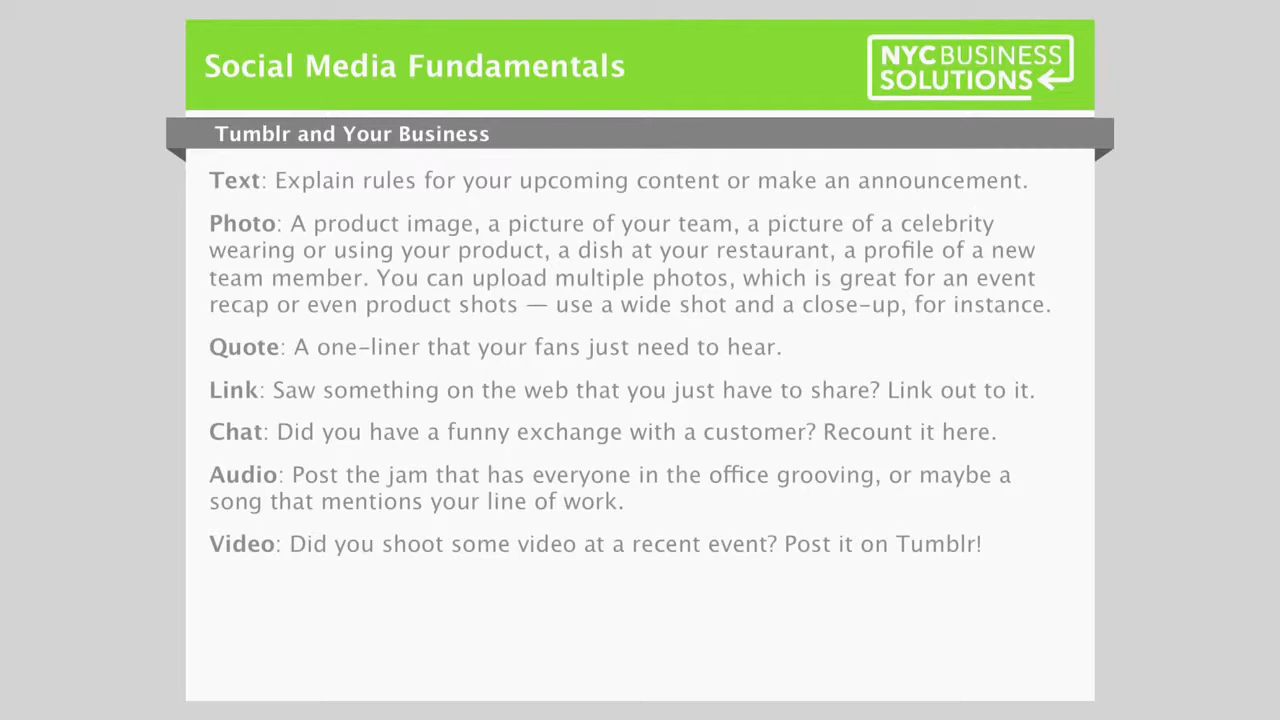 Social Media Fundamentals
NYC BUSINESS
SOLUTIONS
Tumblr and Your Business
Text: Explain rules for your upcoming content or make an announcement.
Photo: A product image, a picture of your team, a picture of a celebrity
wearing or using your product, a dish at your restaurant, a profile of a new
team member. You can upload multiple photos, which is great for an event
recap or even product shots — use a wide shot and a close-up, for instance.
Quote: A one-liner that your fans just need to hear.
Link: Saw something on the web that you just have to share? Link out to it.
Chat: Did you have a funny exchange with a customer? Recount it here.
Audio: Post the jam that has everyone in the office grooving, or maybe a
song that mentions your line of work.
Video: Did you shoot some video at a recent event? Post it on Tumblr!